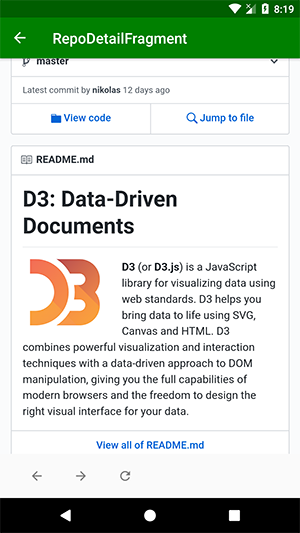 8:19
RepoDetailFragment
master
Latest commit by nikolas 12 days ago
View code
Jump to file
README.md
D3: Data-Driven
Documents
D3 (or D3.js) is a JavaScript
library for visualizing data using
web standards. D3 helps you
bring data to life using SVG,
Canvas and HTML. D3
combines powerful visualization and interaction
techniques with a data-driven approach to DOM
manipulation, giving you the full capabilities of
modern browsers and the freedom to design the
right visual interface for your data.
View all of README.md